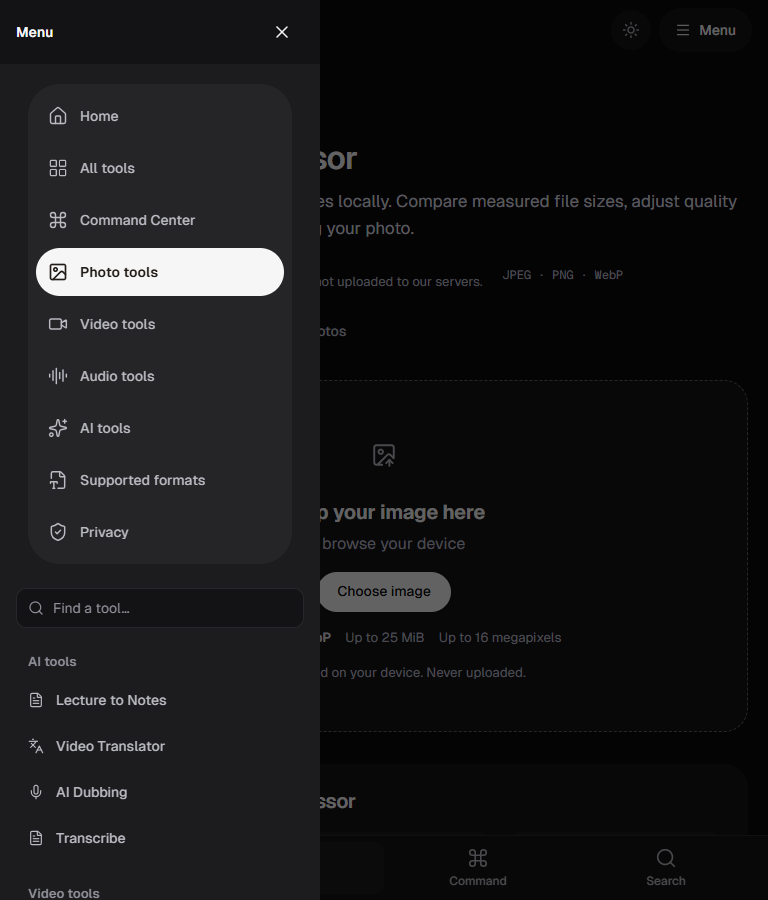 Menu
Home
All tools
Command Center
Photo tools
Video tools
Audio tools
AI tools
Supported formats
Privacy
Find a tool...
AI tools
Lecture to Notes
Video Translator
AI Dubbing
Transcribe
Video tools
Menu
sor
es locally. Compare measured file sizes, adjust quality
your photo.
not uploaded to our servers.
JPEG · PNG · WebP
otos
p your image here
browse your device
Choose image
Up to 25 MiB
Up to 16 megapixels
d on your device. Never uploaded.
ssor
Command
Search